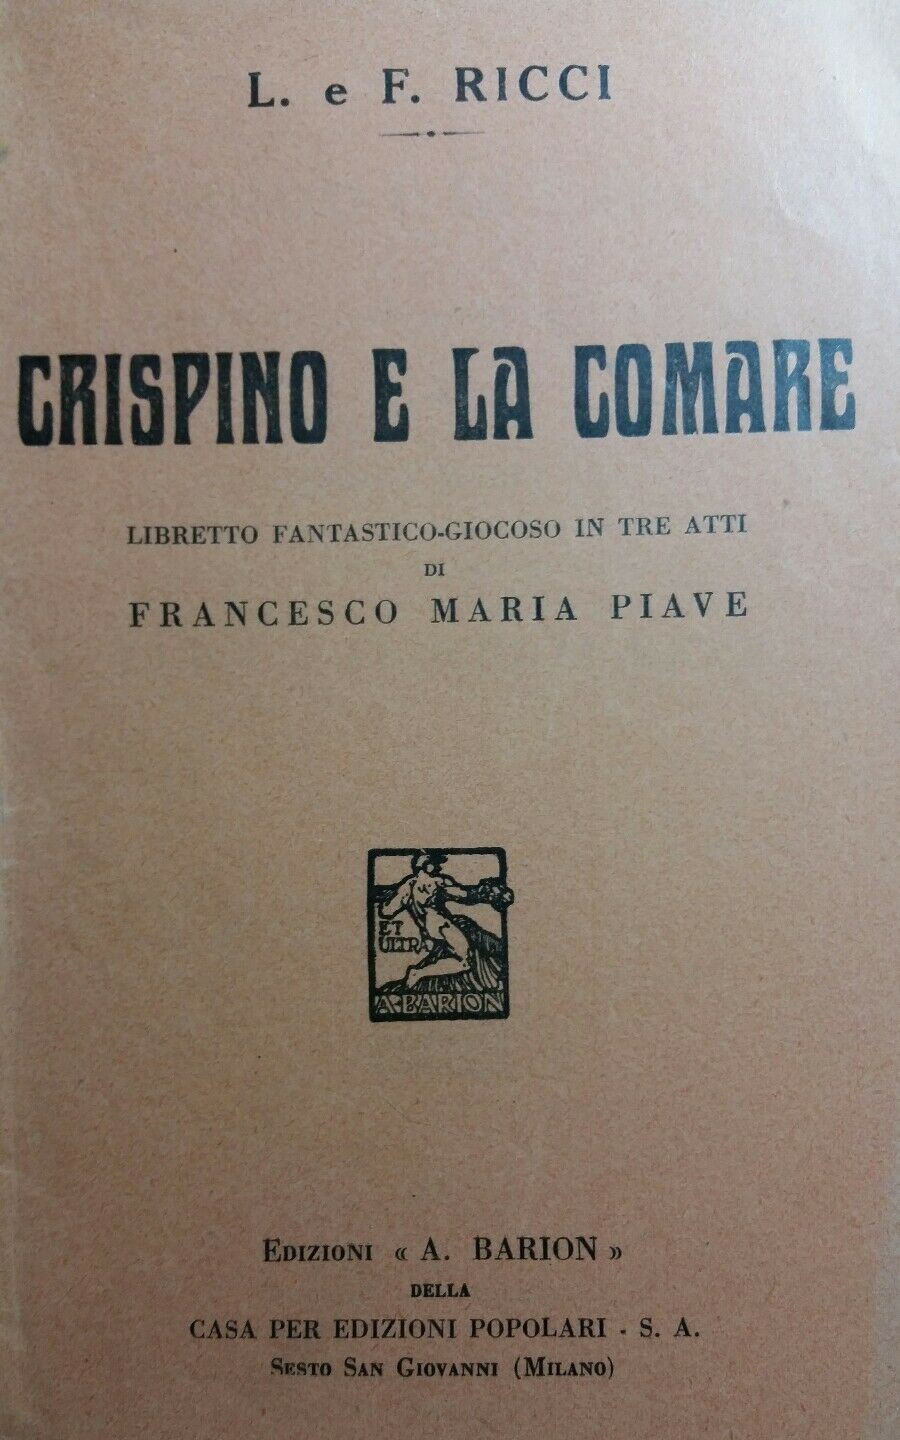 L. e F. RICCI
CRISPINO E LA COMARE
LIBRETTO FANTASTICO-GIOCOSO IN TRE ATTI
DI
FRANCESCO MARIA PIAVE
ET
ULTRA
A·BARION
EDIZIONI « A. BARION »
DELLA
CASA PER EDIZIONI POPOLARI - S. A.
SESTO SAN GIOVANNI (MILANO)